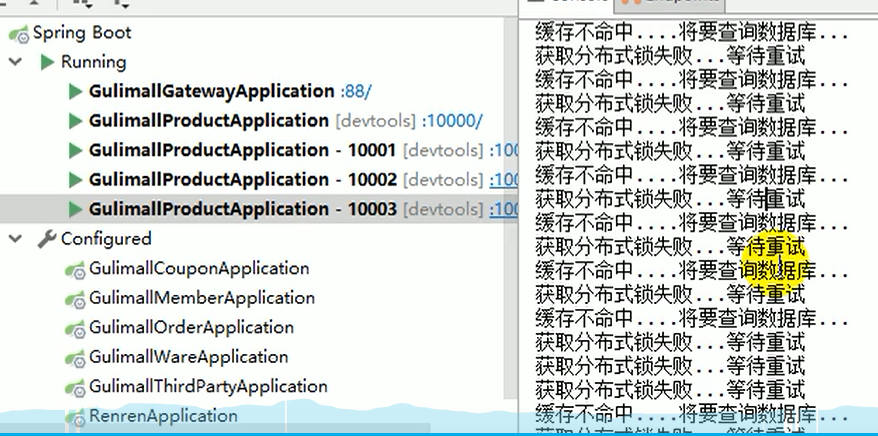 Spring Boot
Running
GulimallGatewayApplication :88/
GulimallProductApplication [devtools] :10000/
GulimallProductApplication - 10001 [devtools] :100
GulimallProductApplication - 10002 [devtools] :100
GulimallProductApplication - 10003 [devtools] :100
Configured
GulimallCouponApplication
GulimallMemberApplication
GulimallOrderApplication
GulimallWareApplication
GulimallThirdPartyApplication
RenrenApplication
缓存不命中....将要查询数据库...
获取分布式锁失败...等待重试
缓存不命中....将要查询数据库...
获取分布式锁失败...等待重试
缓存不命中....将要查询数据库...
获取分布式锁失败...等待重试
缓存不命中....将要查询数据库...
获取分布式锁失败...等待重试
缓存不命中....将要查询数据库...
获取分布式锁失败...等待重试
缓存不命中....将要查询数据库...
获取分布式锁失败...等待重试
缓存不命中....将要查询数据库...
获取分布式锁失败...等待重试
获取分布式锁失败...等待重试
获取分布式锁失败...等待重试
缓存不命中....将要查询数据库...